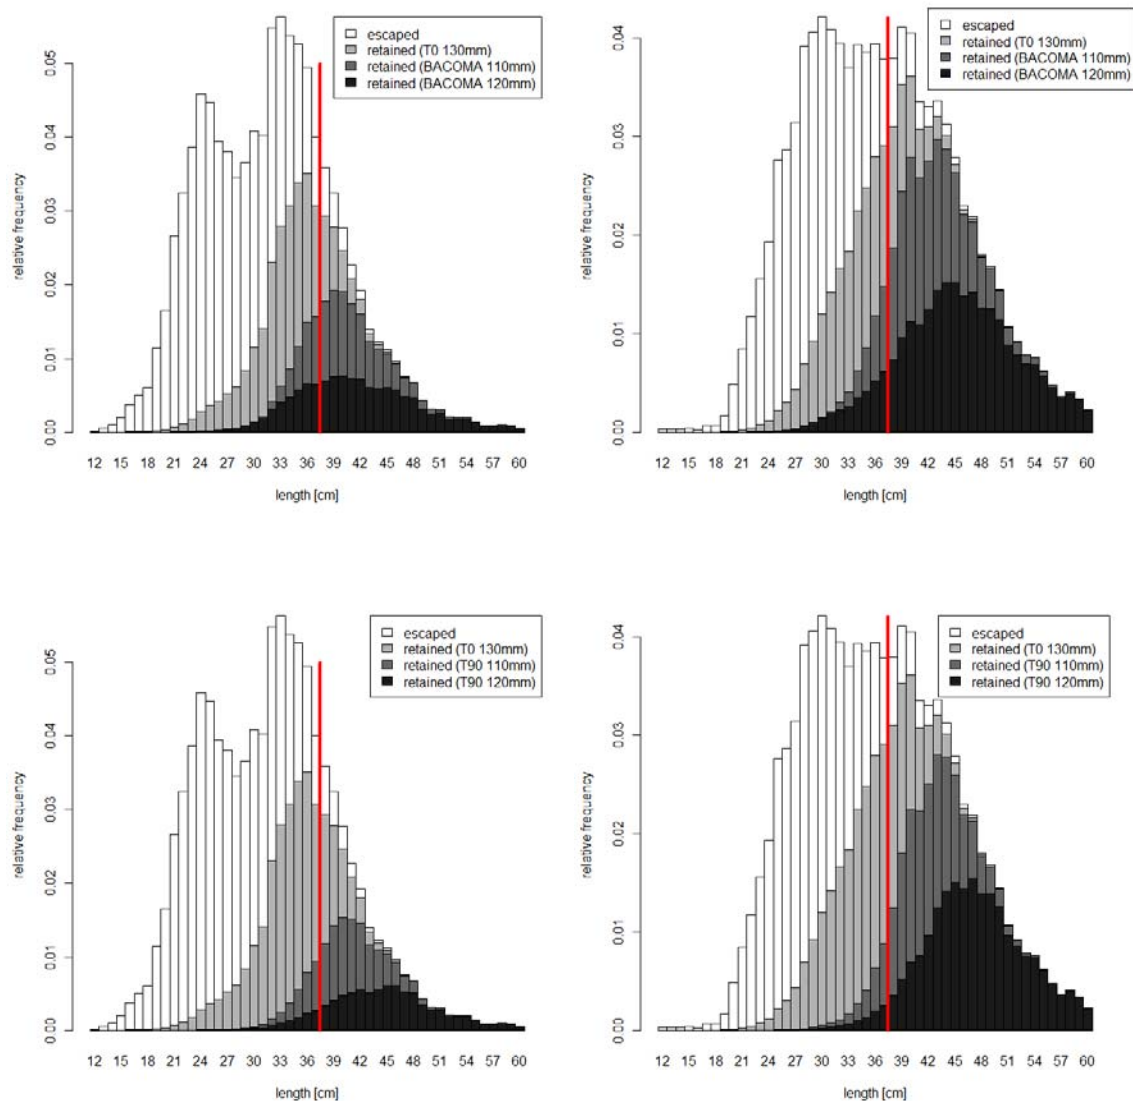 escaped
retained (T0 130mm)
retained (BACOMA 110mm)
retained (BACOMA 120mm)
relative frequency
0.00 0.01 0.02 0.03 0.04 0.05
12 15 18 21 24 27 30 33 36 39 42 45 48 51 54 57 60
length [cm]
escaped
retained (T0 130mm)
retained (BACOMA 110mm)
retained (BACOMA 120mm)
relative frequency
0.00 0.01 0.02 0.03 0.04
12 15 18 21 24 27 30 33 36 39 42 45 48 51 54 57 60
length [cm]
escaped
retained (T0 130mm)
retained (T90 110mm)
retained (T90 120mm)
relative frequency
0.00 0.01 0.02 0.03 0.04 0.05
12 15 18 21 24 27 30 33 36 39 42 45 48 51 54 57 60
length [cm]
escaped
retained (T0 130mm)
retained (T90 110mm)
retained (T90 120mm)
relative frequency
0.00 0.01 0.02 0.03 0.04
12 15 18 21 24 27 30 33 36 39 42 45 48 51 54 57 60
length [cm]